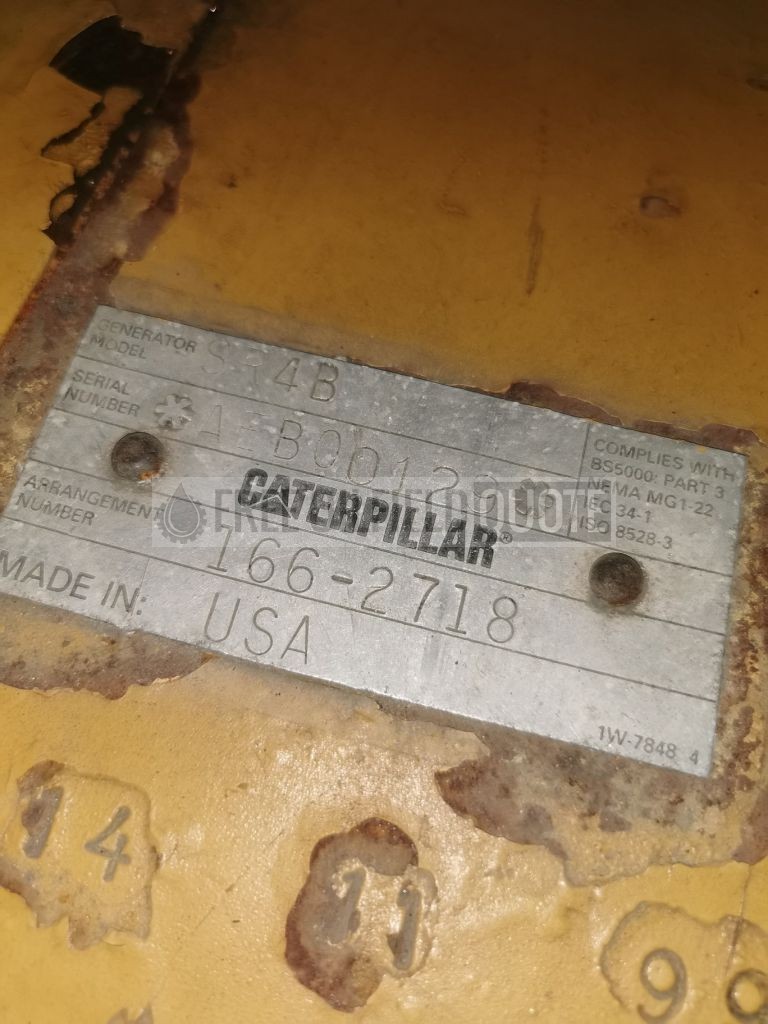 GENERATOR MODEL SR4B
SERIAL NUMBER
COMPLIES WITH
BS5000: PART 3
NEMA MG1-22
IEC 34-1
ISO 8528-3
CATERPILLAR®
ARRANGEMENT NUMBER 166-2718
MADE IN: USA
1W-7848 4
14 11 99